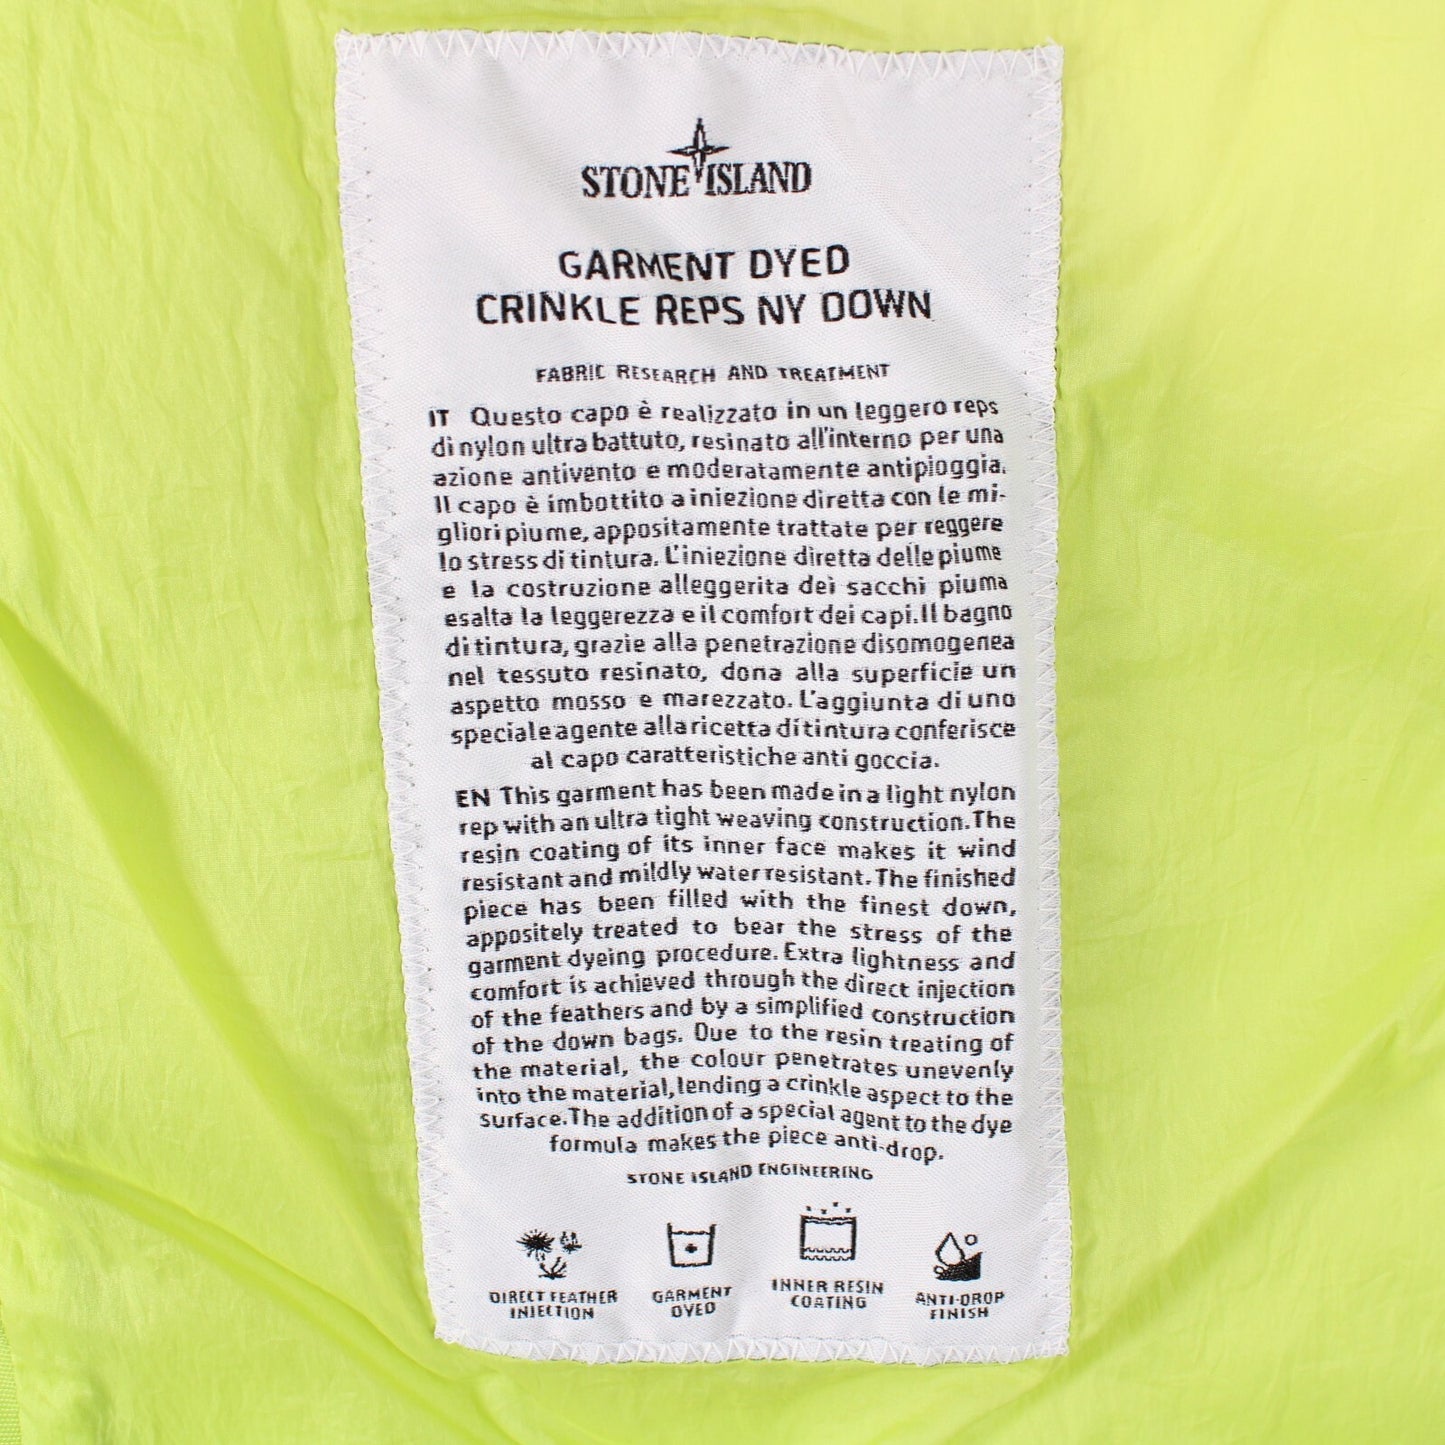 STONE ISLAND
GARMENT DYED
CRINKLE REPS NY DOWN
FABRIC RESEARCH AND TREATMENT
IT Questo capo è realizzato in un leggero reps
di nylon ultra battuto, resinato all'interno per una
azione antivento e moderatamente antipioggia.
Il capo è imbottito a iniezione diretta con le mi-
gliori piume, appositamente trattate per reggere
lo stress di tintura. L'iniezione diretta delle piume
e la costruzione alleggerita dei sacchi piuma
esalta la leggerezza e il comfort dei capi. Il bagno
di tintura, grazie alla penetrazione disomogenea
nel tessuto resinato, dona alla superficie un
aspetto mosso e marezzato. L'aggiunta di uno
speciale agente alla ricetta di tintura conferisce
al capo caratteristiche anti goccia.
EN This garment has been made in a light nylon
rep with an ultra tight weaving construction. The
resin coating of its inner face makes it wind
resistant and mildly water resistant. The finished
piece has been filled with the finest down,
appositely treated to bear the stress of the
garment dyeing procedure. Extra lightness and
comfort is achieved through the direct injection
of the feathers and by a simplified construction
of the down bags. Due to the resin treating of
the material, the colour penetrates unevenly
into the material, lending a crinkle aspect to the
surface. The addition of a special agent to the dye
formula makes the piece anti-drop.
STONE ISLAND ENGINEERING
DIRECT FEATHER
INJECTION
GARMENT
DYED
INNER RESIN
COATING
ANTI-DROP
FINISH